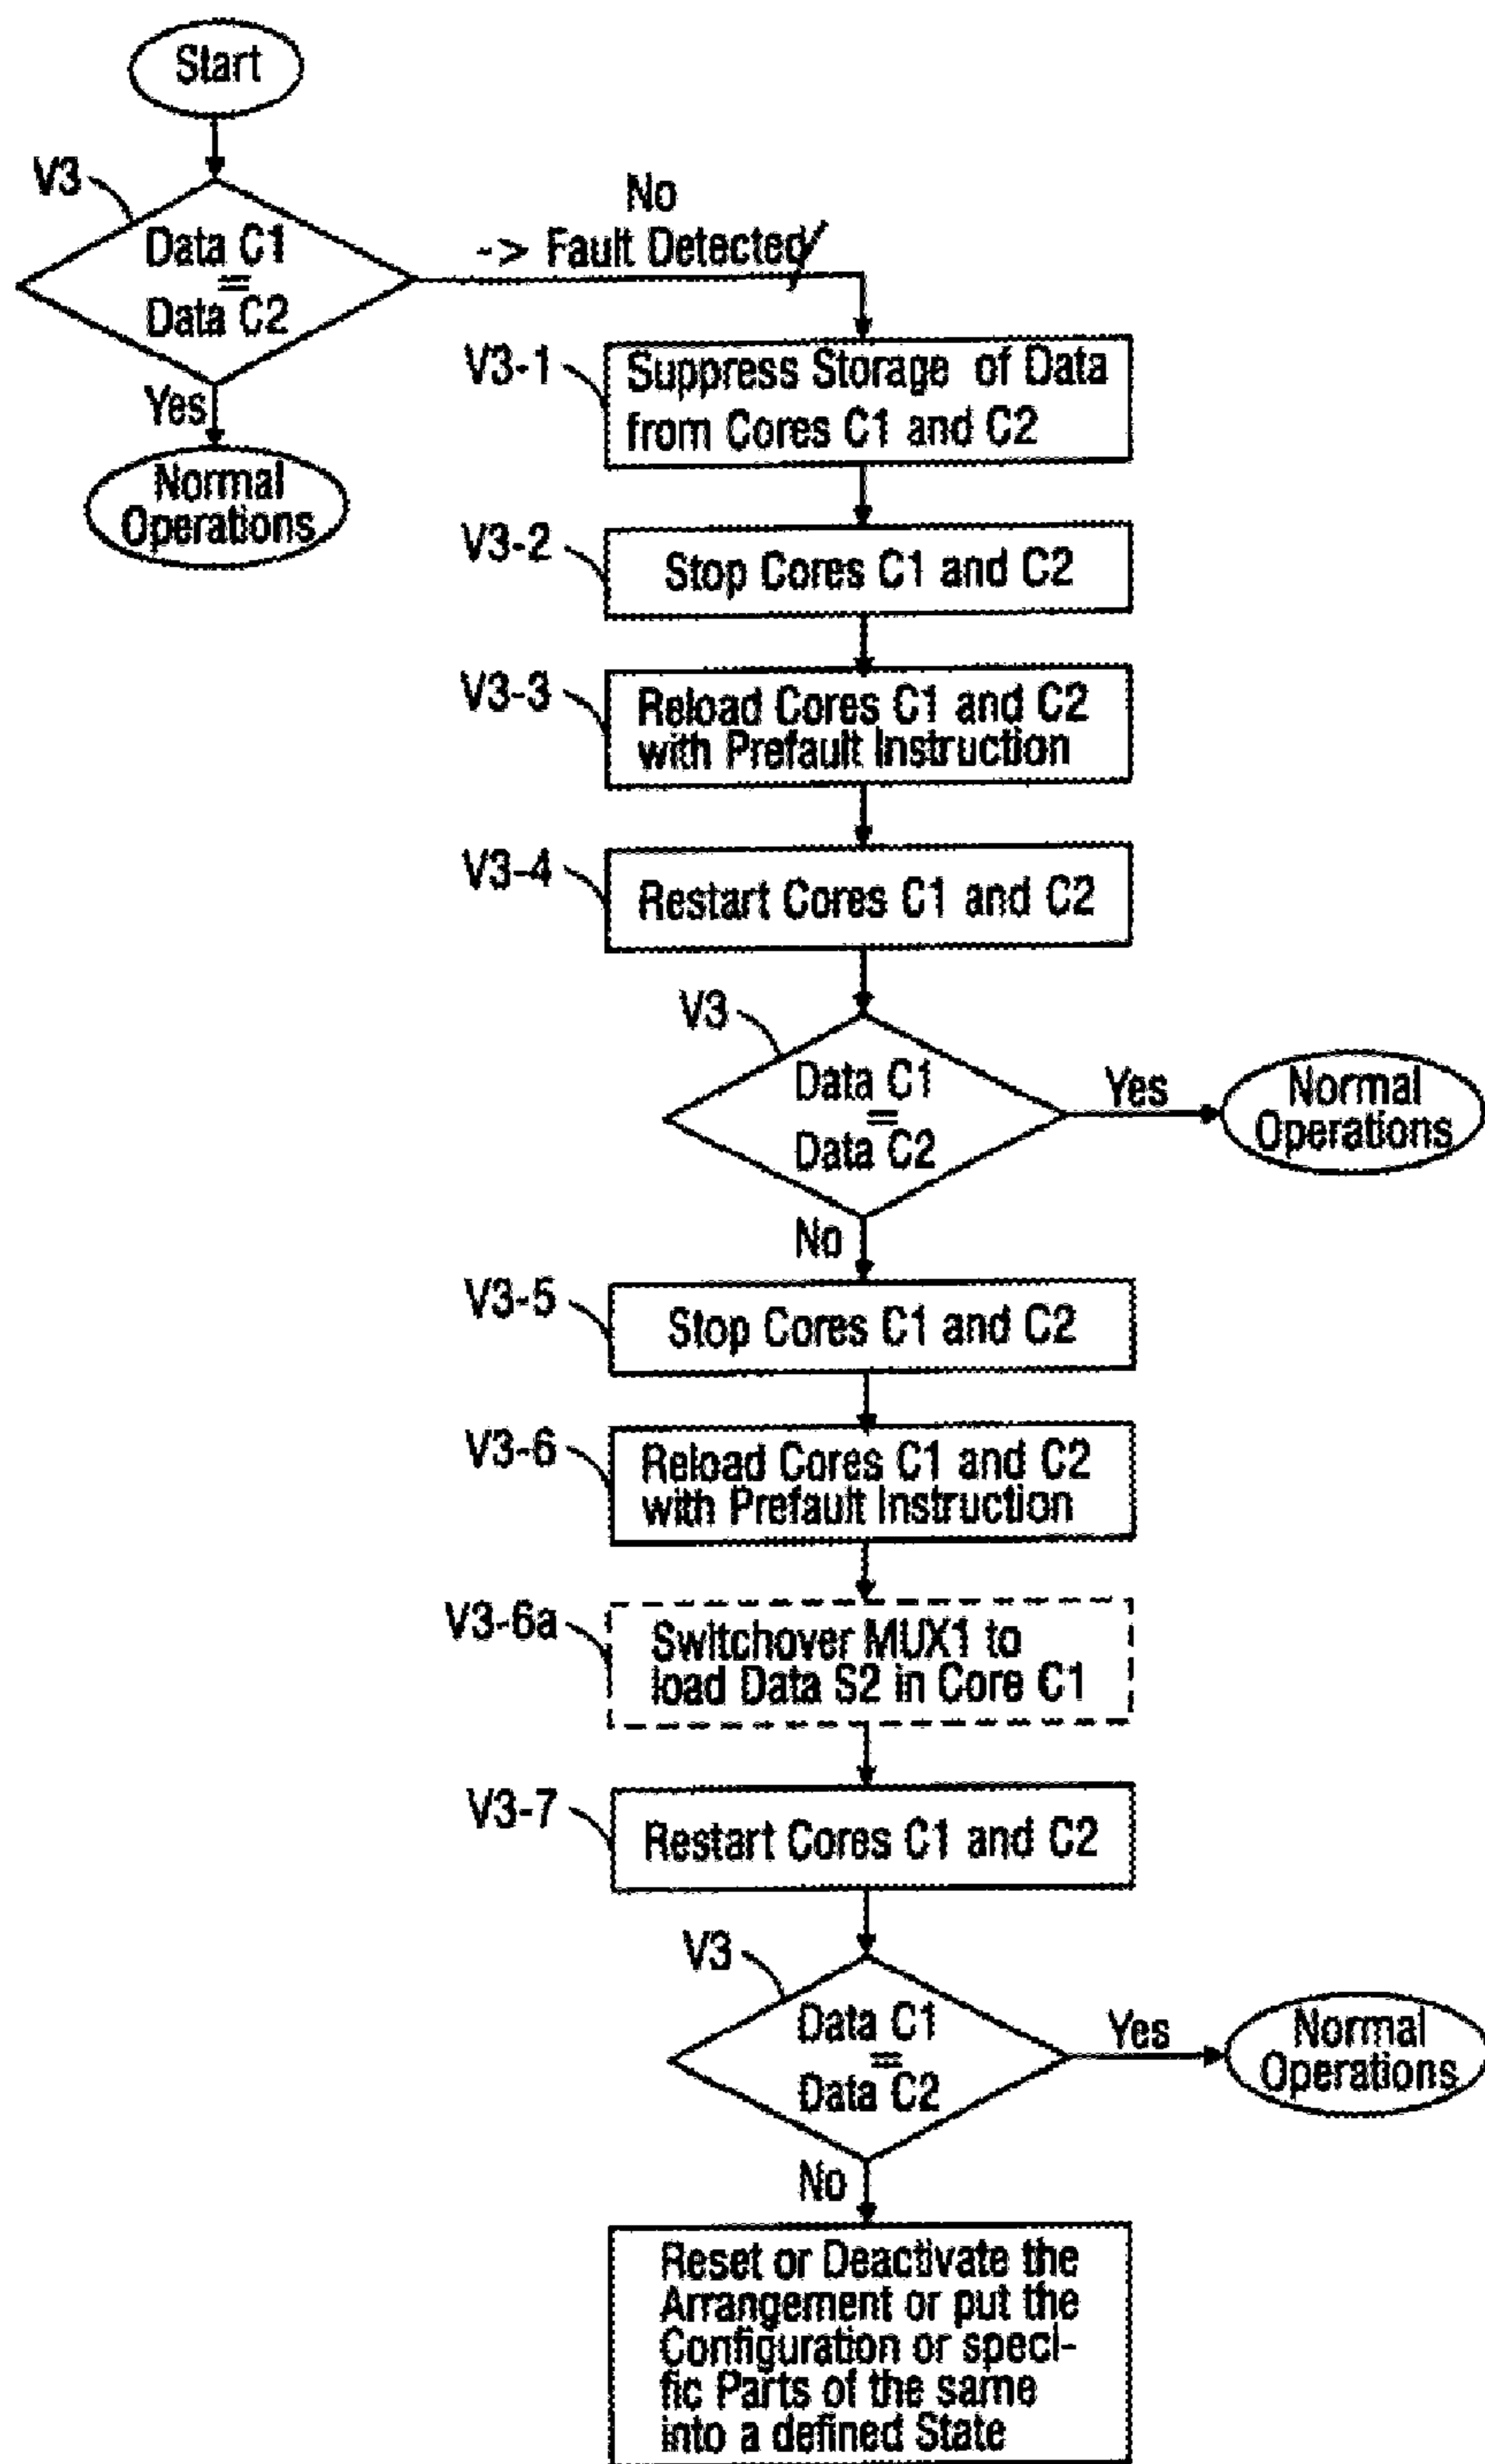 Start
V3
Data C1
=
Data C2
No
-> Fault Detected
Yes
Normal
Operations
V3-1
Suppress Storage of Data
from Cores C1 and C2
V3-2
Stop Cores C1 and C2
V3-3
Reload Cores C1 and C2
with Prefault Instruction
V3-4
Restart Cores C1 and C2
V3
Data C1
=
Data C2
Yes
Normal
Operations
No
V3-5
Stop Cores C1 and C2
V3-6
Reload Cores C1 and C2
with Prefault Instruction
V3-6a
Switchover MUX1 to
load Data S2 in Core C1
V3-7
Restart Cores C1 and C2
V3
Data C1
=
Data C2
Yes
Normal
Operations
No
Reset or Deactivate the
Arrangement or put the
Configuration or speci-
fic Parts of the same
into a defined State